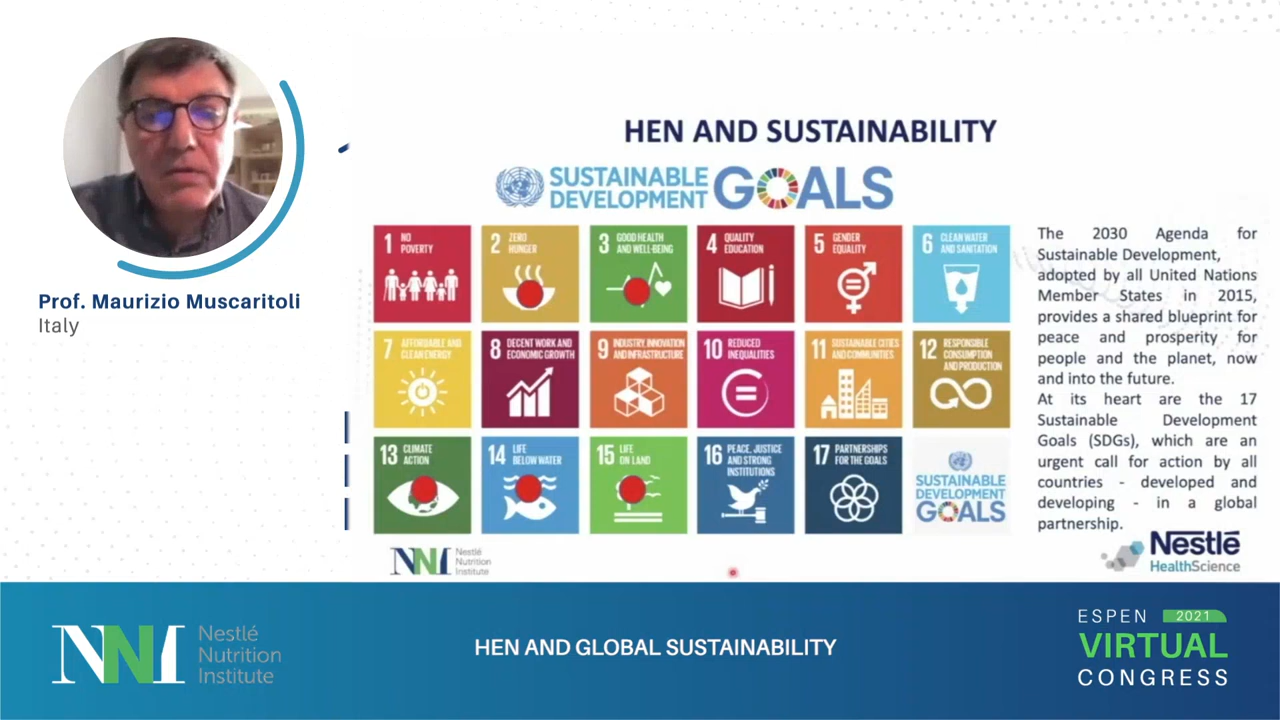 Prof. Maurizio Muscaritoli
Italy
HEN AND SUSTAINABILITY
SUSTAINABLE
DEVELOPMENT
GOALS
1 NO
POVERTY
2 ZERO
HUNGER
3 GOOD HEALTH
AND WELL-BEING
4 QUALITY
EDUCATION
5 GENDER
EQUALITY
6 CLEAN WATER
AND SANITATION
7 AFFORDABLE AND
CLEAN ENERGY
8 DECENT WORK AND
ECONOMIC GROWTH
9 INDUSTRY, INNOVATION
AND INFRASTRUCTURE
10 REDUCED
INEQUALITIES
11 SUSTAINABLE CITIES
AND COMMUNITIES
12 RESPONSIBLE
CONSUMPTION
AND PRODUCTION
13 CLIMATE
ACTION
14 LIFE
BELOW WATER
15 LIFE
ON LAND
16 PEACE, JUSTICE
AND STRONG
INSTITUTIONS
17 PARTNERSHIPS
FOR THE GOALS
SUSTAINABLE
DEVELOPMENT
GOALS
The 2030 Agenda for
Sustainable Development,
adopted by all United Nations
Member States in 2015,
provides a shared blueprint for
peace and prosperity for
people and the planet, now
and into the future.
At its heart are the 17
Sustainable Development
Goals (SDGs), which are an
urgent call for action by all
countries - developed and
developing - in a global
partnership.
NNI
Nestlé
Nutrition
Institute
Nestlé
HealthScience
NNI
Nestlé
Nutrition
Institute
HEN AND GLOBAL SUSTAINABILITY
ESPEN 2021
VIRTUAL
CONGRESS